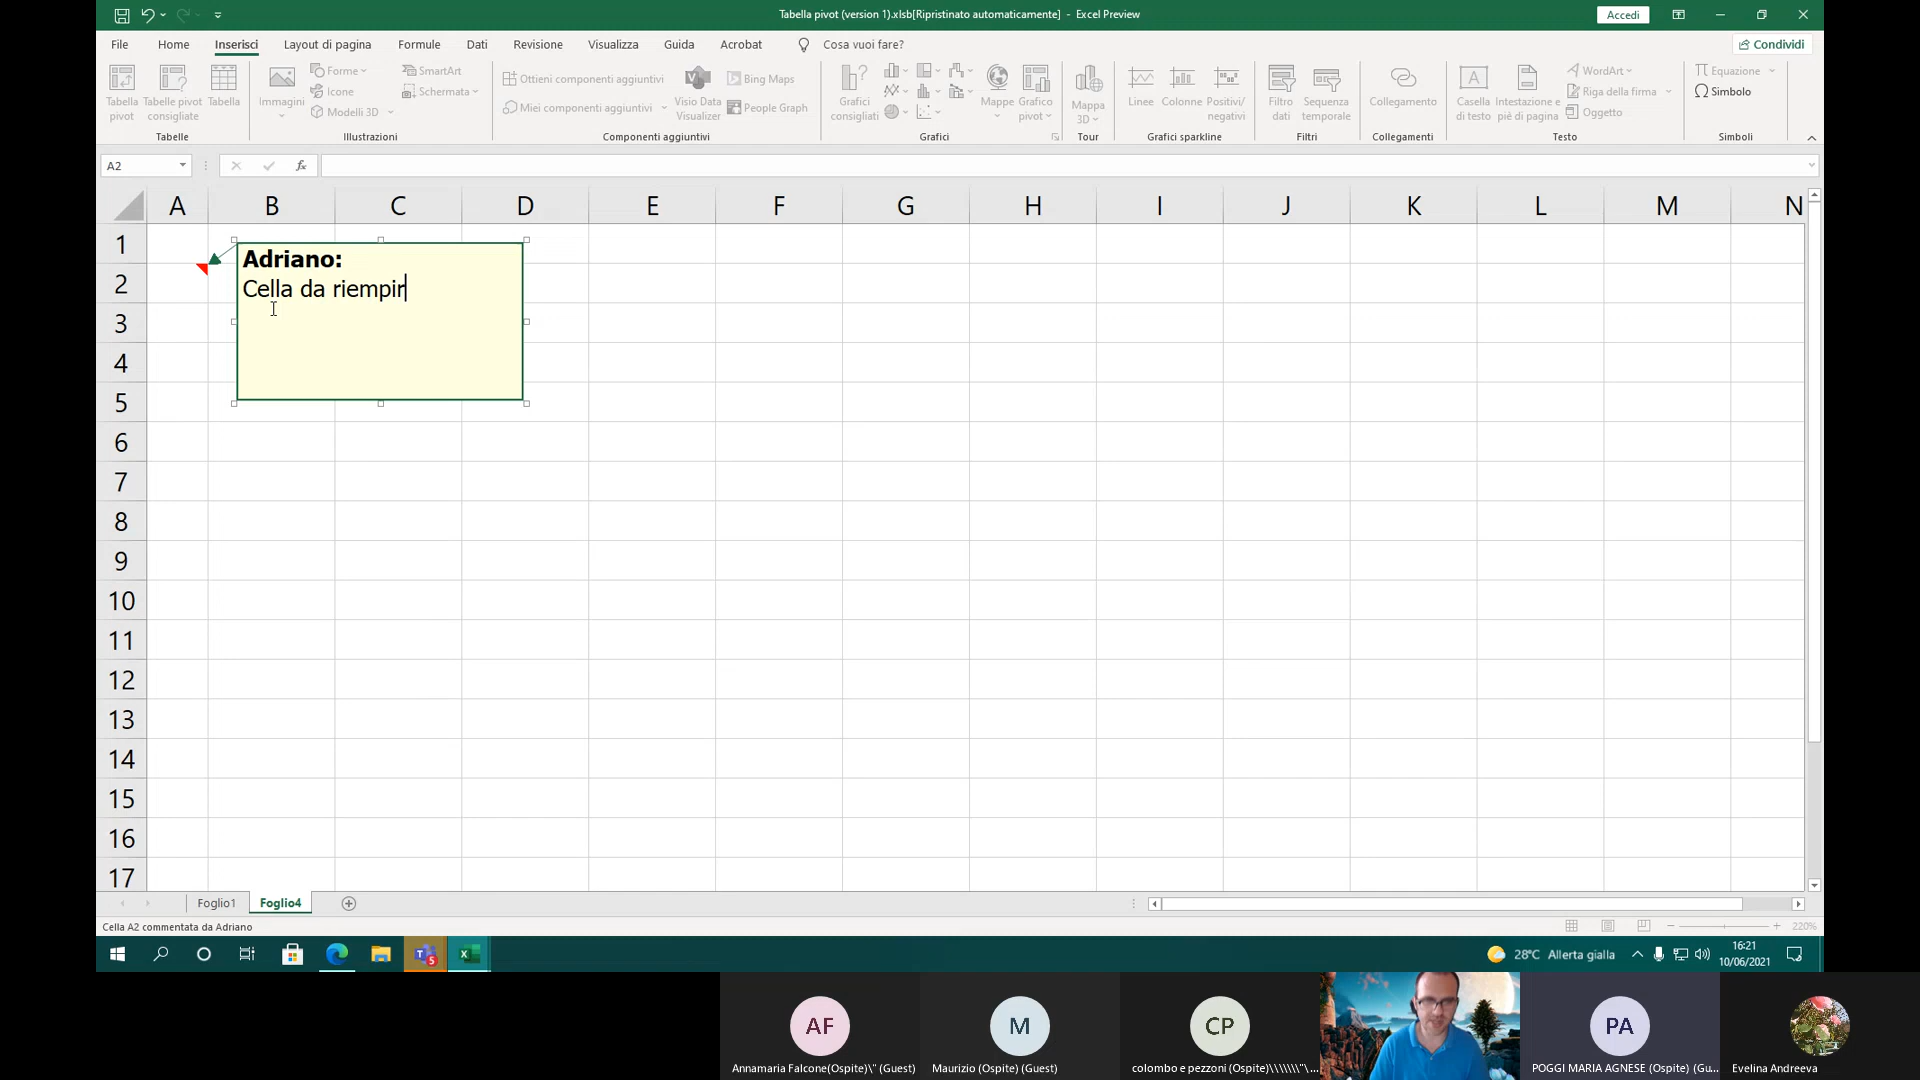 Tabella pivot (version 1).xlsb[Ripristinato automaticamente] - Excel Preview
Accedi
File Home Inserisci Layout di pagina Formule Dati Revisione Visualizza Guida Acrobat Cosa vuoi fare?
Condividi
Tabella pivot
Tabelle pivot consigliate
Tabella
Tabelle
Immagini
Forme
Icone
Modelli 3D
SmartArt
Schermata
Illustrazioni
Ottieni componenti aggiuntivi
Miei componenti aggiuntivi
Visio Data Visualizer
Bing Maps
People Graph
Componenti aggiuntivi
Grafici consigliati
Mappe
Grafico pivot
Grafici
Mappa 3D
Tour
Linee
Colonne
Positivi/ negativi
Grafici sparkline
Filtro dati
Sequenza temporale
Filtri
Collegamento
Collegamenti
Casella di testo
Intestazione e piè di pagina
WordArt
Riga della firma
Oggetto
Testo
Equazione
Simbolo
Simboli
A2
fx
A B C D E F G H I J K L M N
1
2
3
4
5
6
7
8
9
10
11
12
13
14
15
16
17
Adriano:
Cella da riempir
Foglio1 Foglio4
Cella A2 commentata da Adriano
220%
5
28°C Allerta gialla
16:21
10/06/2021
AF
M
CP
PA
Annamaria Falcone(Ospite)\" (Guest)
Maurizio (Ospite) (Guest)
colombo e pezzoni (Ospite)\\\\\\\"\...
POGGI MARIA AGNESE (Ospite) (Gu...
Evelina Andreeva